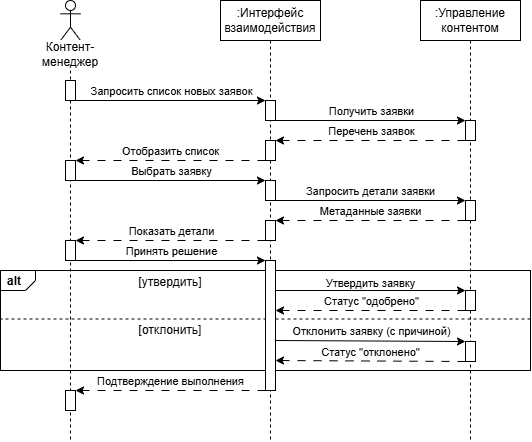 Контент-
менеджер
:Интерфейс
взаимодействия
:Управление
контентом
Запросить список новых заявок
Получить заявки
Перечень заявок
Отобразить список
Выбрать заявку
Запросить детали заявки
Метаданные заявки
Показать детали
Принять решение
alt
[утвердить]
Утвердить заявку
Статус "одобрено"
[отклонить]
Отклонить заявку (с причиной)
Статус "отклонено"
Подтверждение выполнения